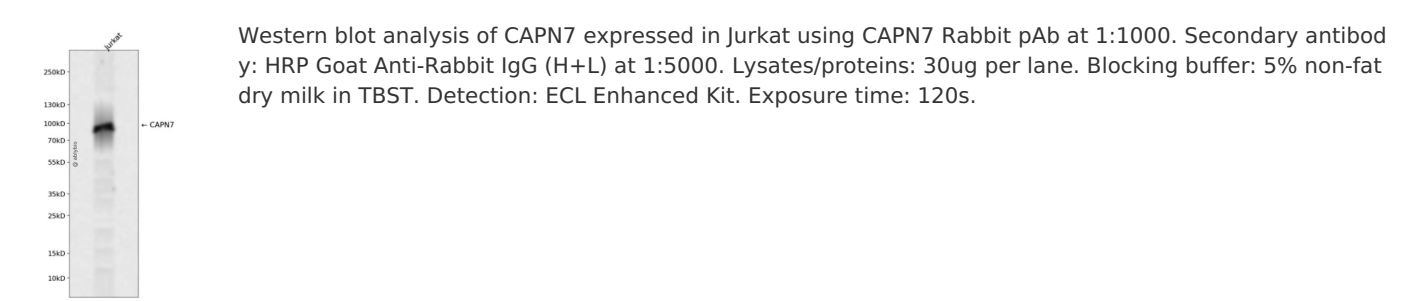 Jurkat
Western blot analysis of CAPN7 expressed in Jurkat using CAPN7 Rabbit pAb at 1:1000. Secondary antibod
y: HRP Goat Anti-Rabbit IgG (H+L) at 1:5000. Lysates/proteins: 30ug per lane. Blocking buffer: 5% non-fat
dry milk in TBST. Detection: ECL Enhanced Kit. Exposure time: 120s.
250kD
130kD
100kD
← CAPN7
70kD
55kD
35kD
25kD
15kD
10kD